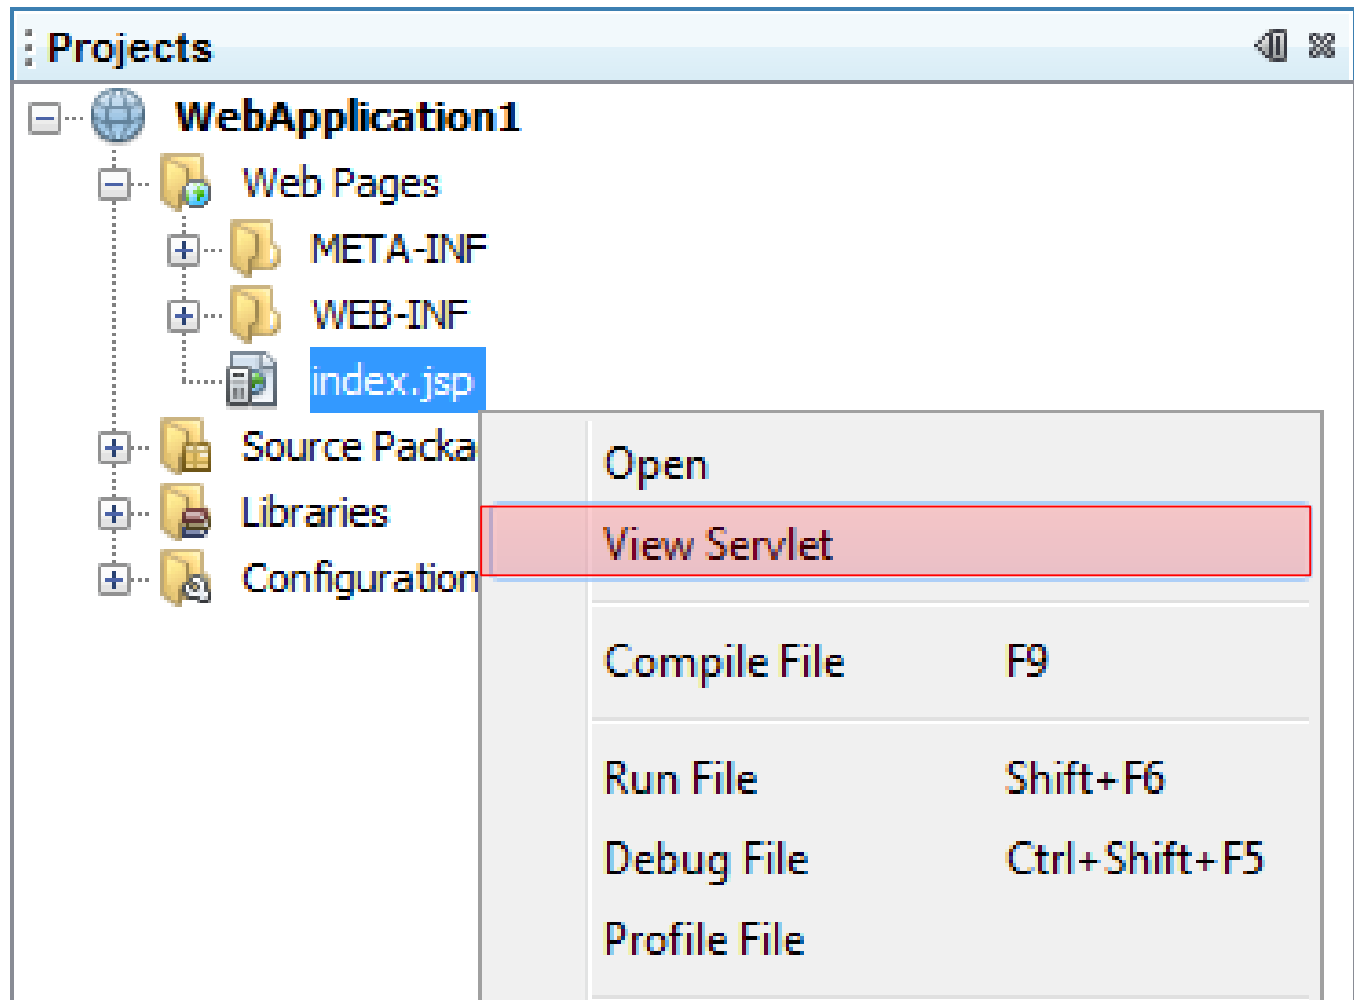 Projects
WebApplication1
Web Pages
META-INF
WEB-INF
index.jsp
Source Packa
Libraries
Configuration
Open
View Servlet
Compile File F9
Run File Shift+F6
Debug File Ctrl+Shift+F5
Profile File